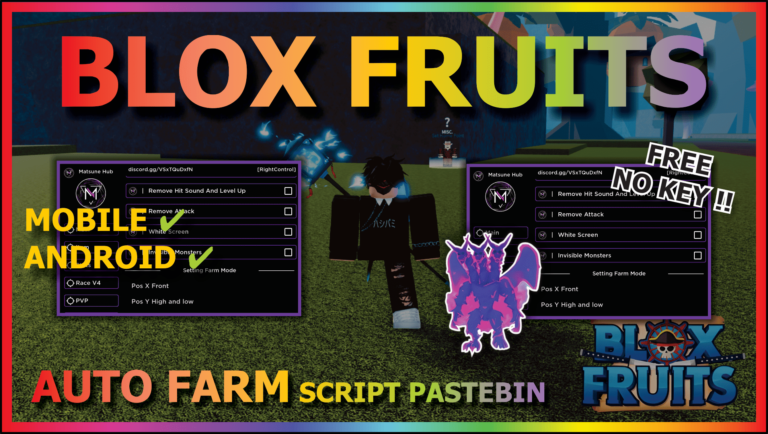 BLOX FRUITS
?
MISC.
Matsune Hub discord.gg/VSxTQuDxfN [RightControl]
Remove Hit Sound And Level Up
Remove Attack
White Screen
Invisible Monsters
Setting Farm Mode
Race V4
Pos X Front
PVP
Pos Y High and low
MOBILE
ANDROID
Matsune Hub discord.gg/VSxTQuDxfN
Remove Hit Sound And Level Up
Remove Attack
White Screen
Invisible Monsters
Setting Farm Mode
Pos X Front
Pos Y High and low
FREE
NO KEY !!
BLOX
FRUITS
AUTO FARM SCRIPT PASTEBIN